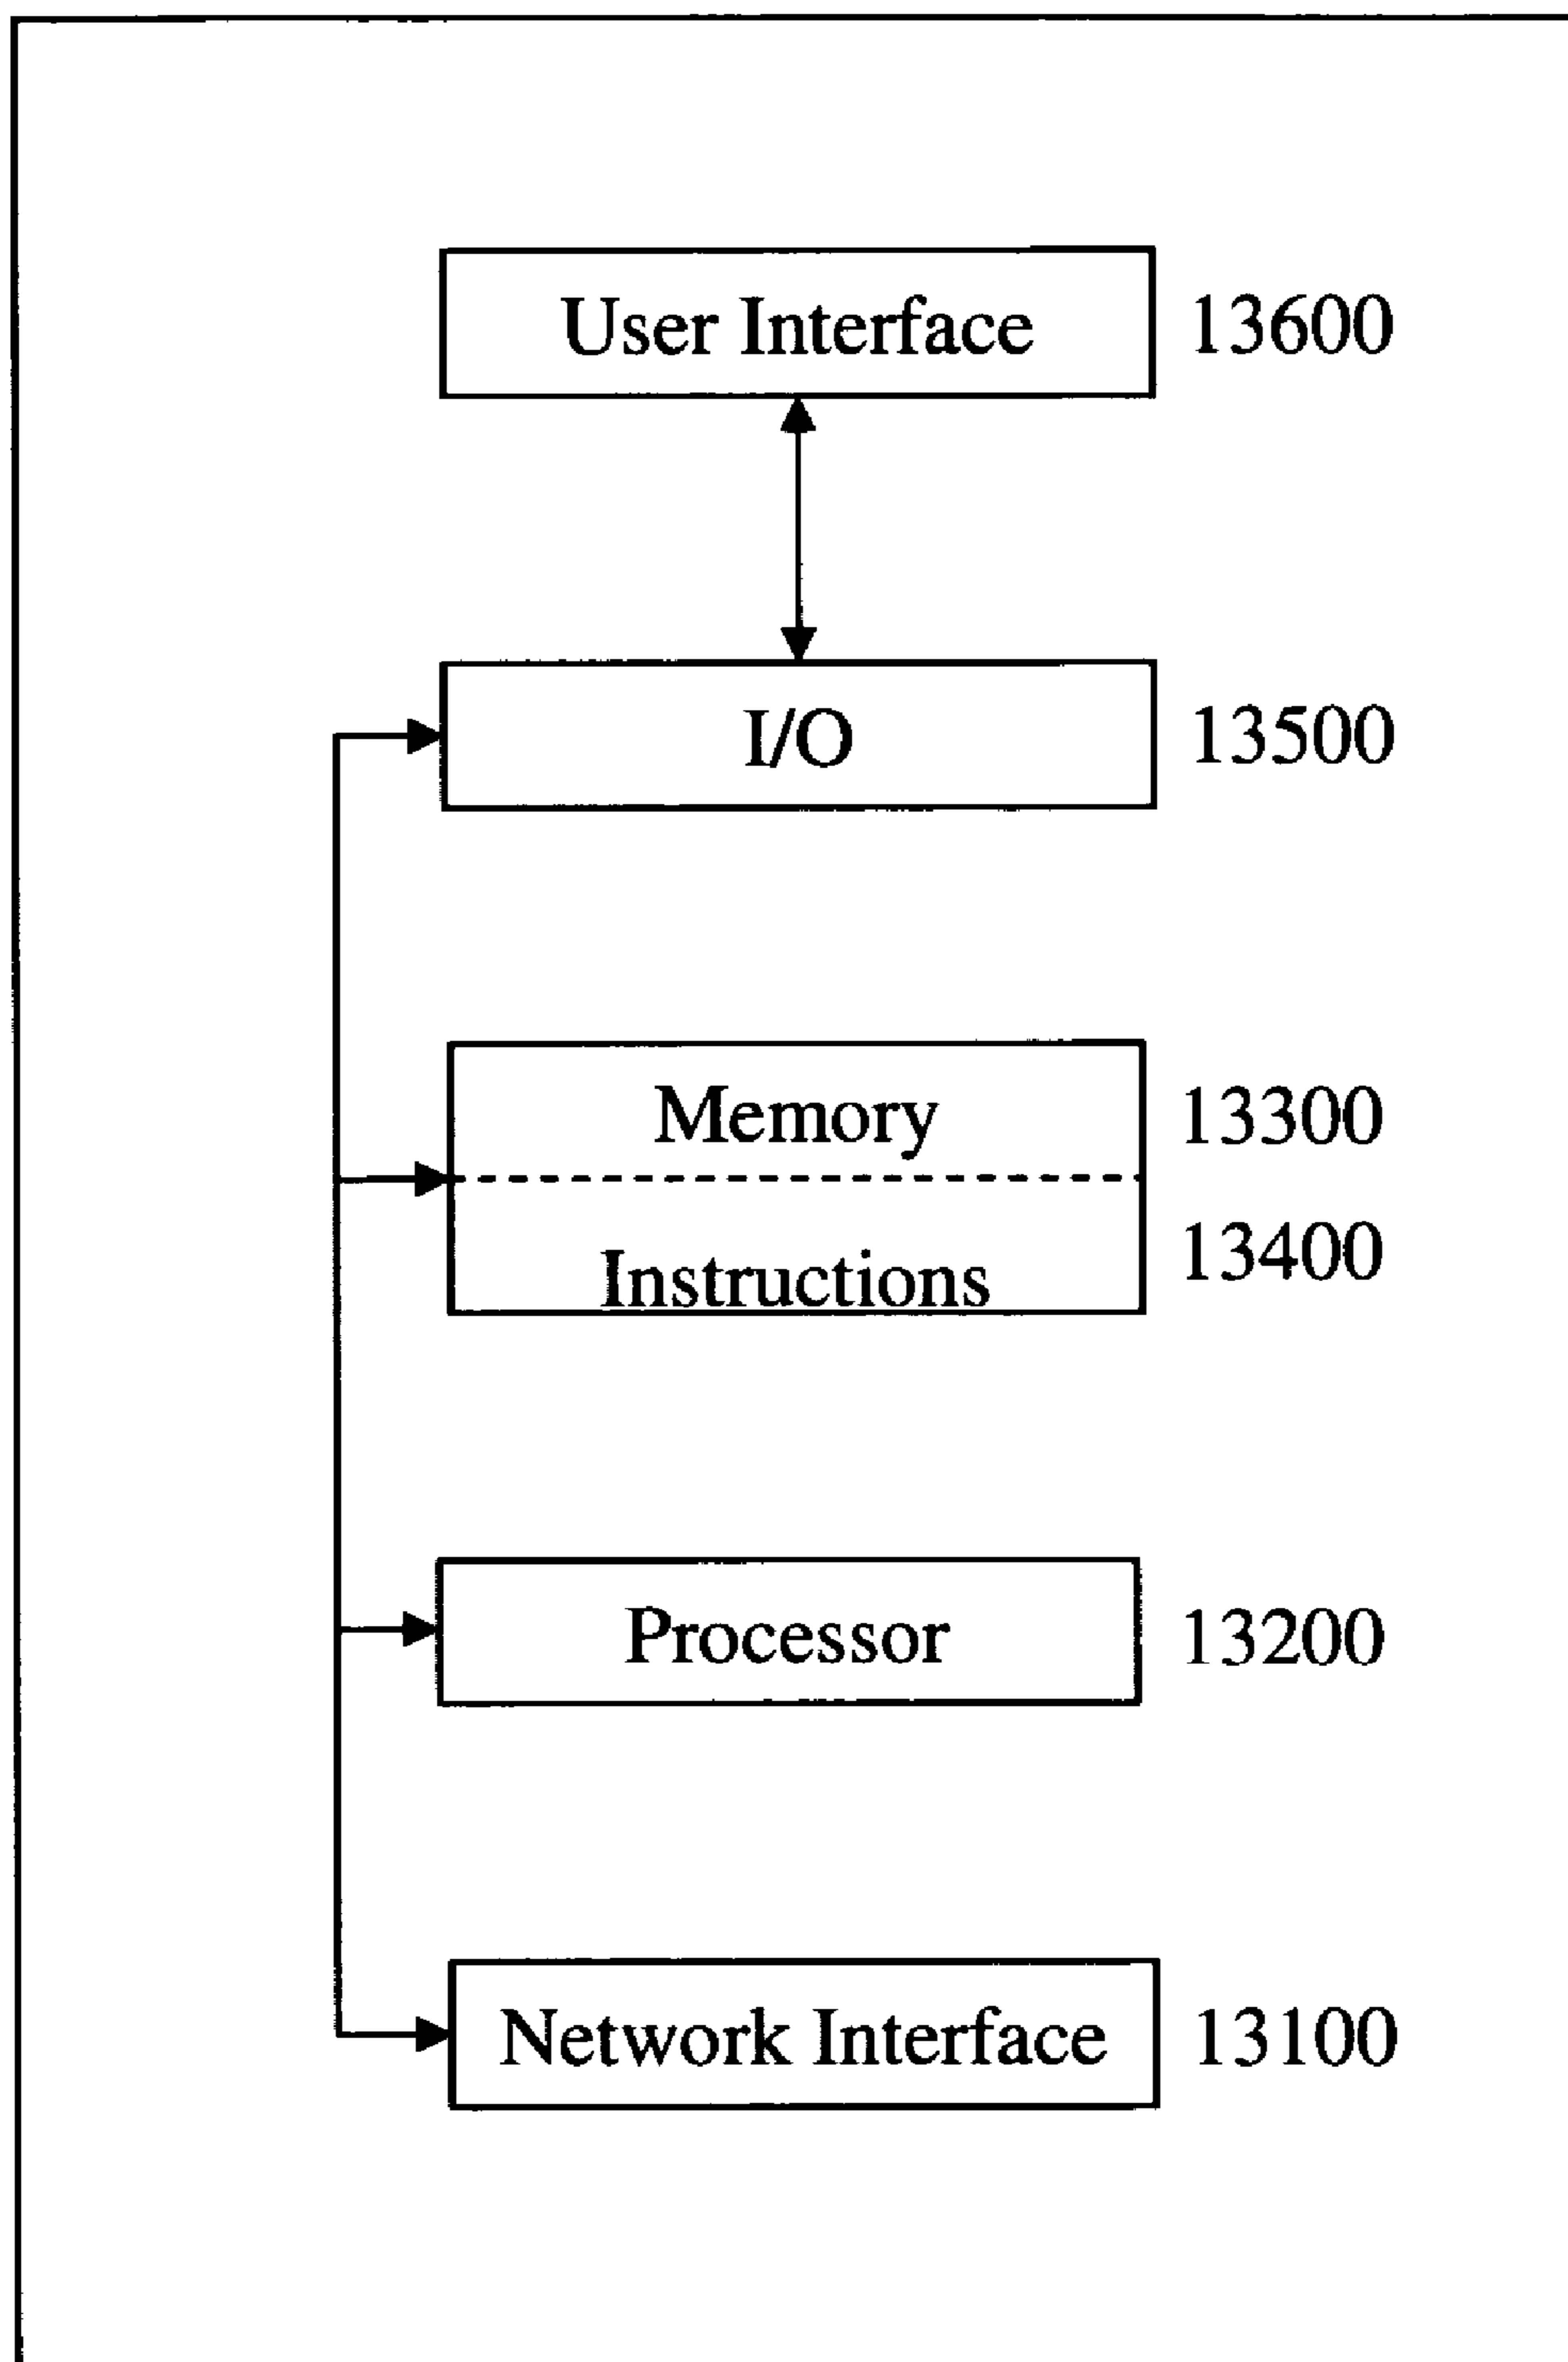 User Interface 13600
I/O 13500
Memory 13300
Instructions 13400
Processor 13200
Network Interface 13100